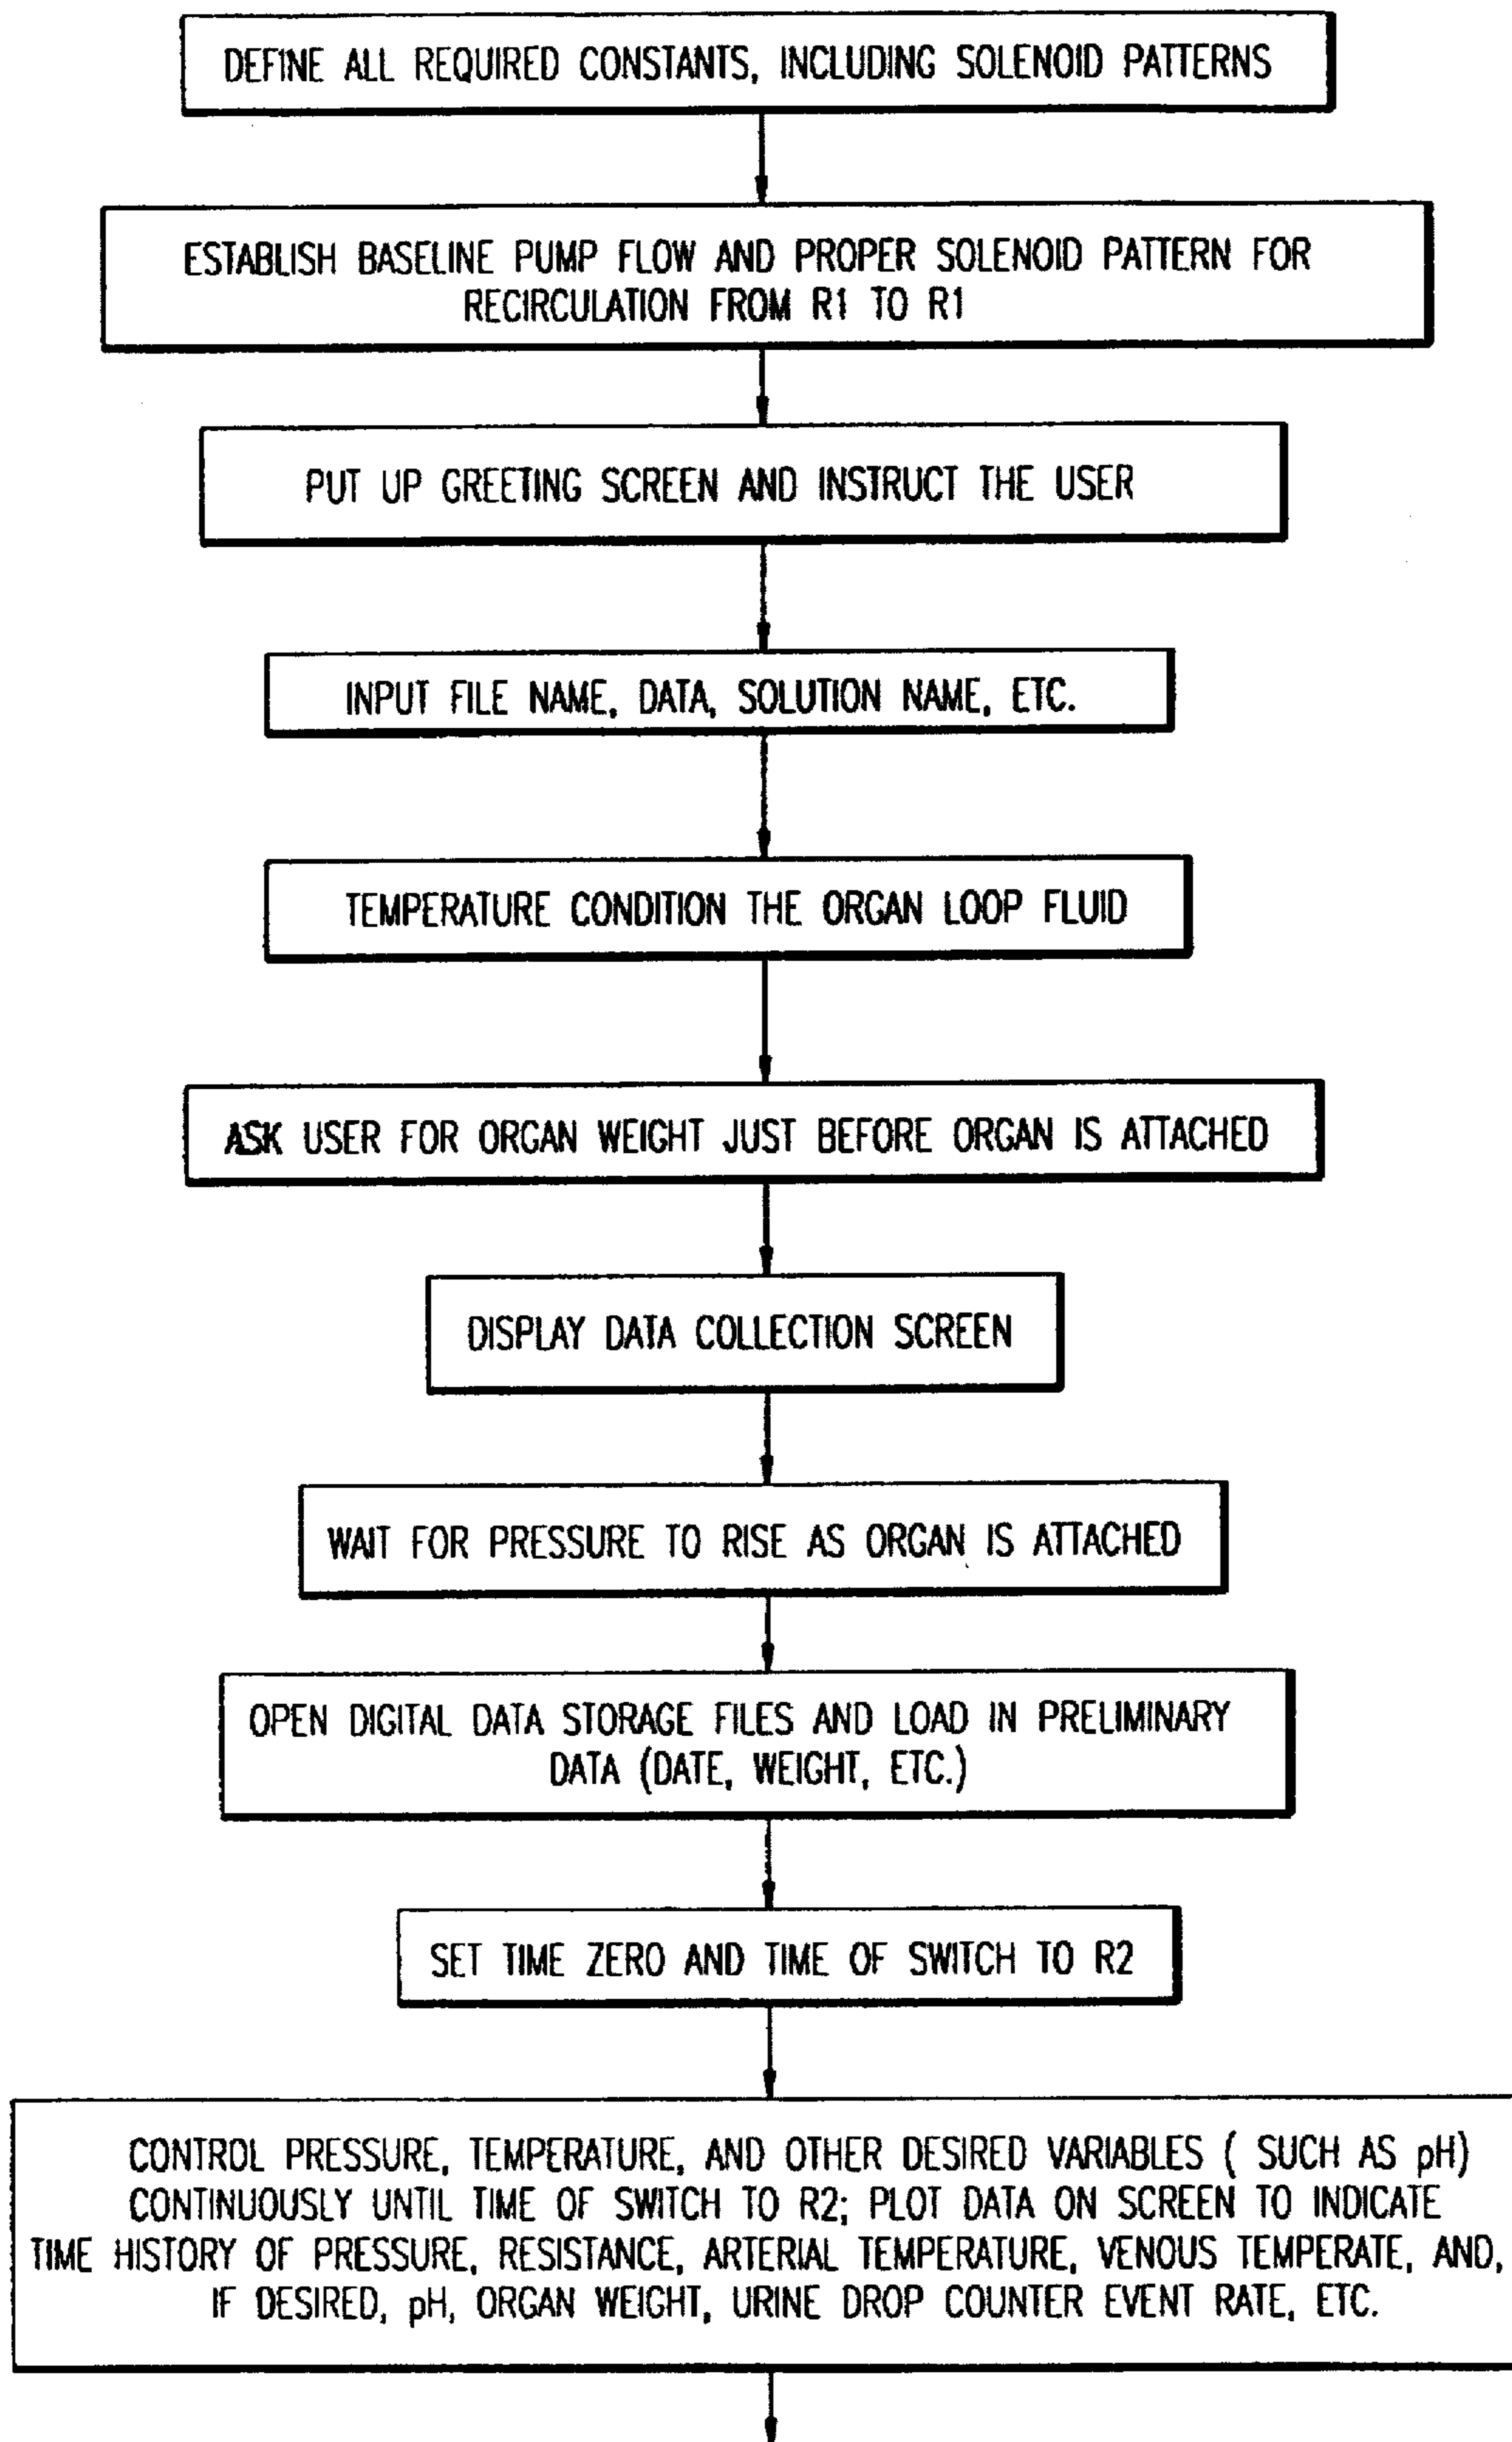 DEFINE ALL REQUIRED CONSTANTS, INCLUDING SOLENOID PATTERNS
ESTABLISH BASELINE PUMP FLOW AND PROPER SOLENOID PATTERN FOR
RECIRCULATION FROM R1 TO R1
PUT UP GREETING SCREEN AND INSTRUCT THE USER
INPUT FILE NAME, DATA, SOLUTION NAME, ETC.
TEMPERATURE CONDITION THE ORGAN LOOP FLUID
ASK USER FOR ORGAN WEIGHT JUST BEFORE ORGAN IS ATTACHED
DISPLAY DATA COLLECTION SCREEN
WAIT FOR PRESSURE TO RISE AS ORGAN IS ATTACHED
OPEN DIGITAL DATA STORAGE FILES AND LOAD IN PRELIMINARY
DATA (DATE, WEIGHT, ETC.)
SET TIME ZERO AND TIME OF SWITCH TO R2
CONTROL PRESSURE, TEMPERATURE, AND OTHER DESIRED VARIABLES ( SUCH AS pH)
CONTINUOUSLY UNTIL TIME OF SWITCH TO R2; PLOT DATA ON SCREEN TO INDICATE
TIME HISTORY OF PRESSURE, RESISTANCE, ARTERIAL TEMPERATURE, VENOUS TEMPERATE, AND,
IF DESIRED, pH, ORGAN WEIGHT, URINE DROP COUNTER EVENT RATE, ETC.